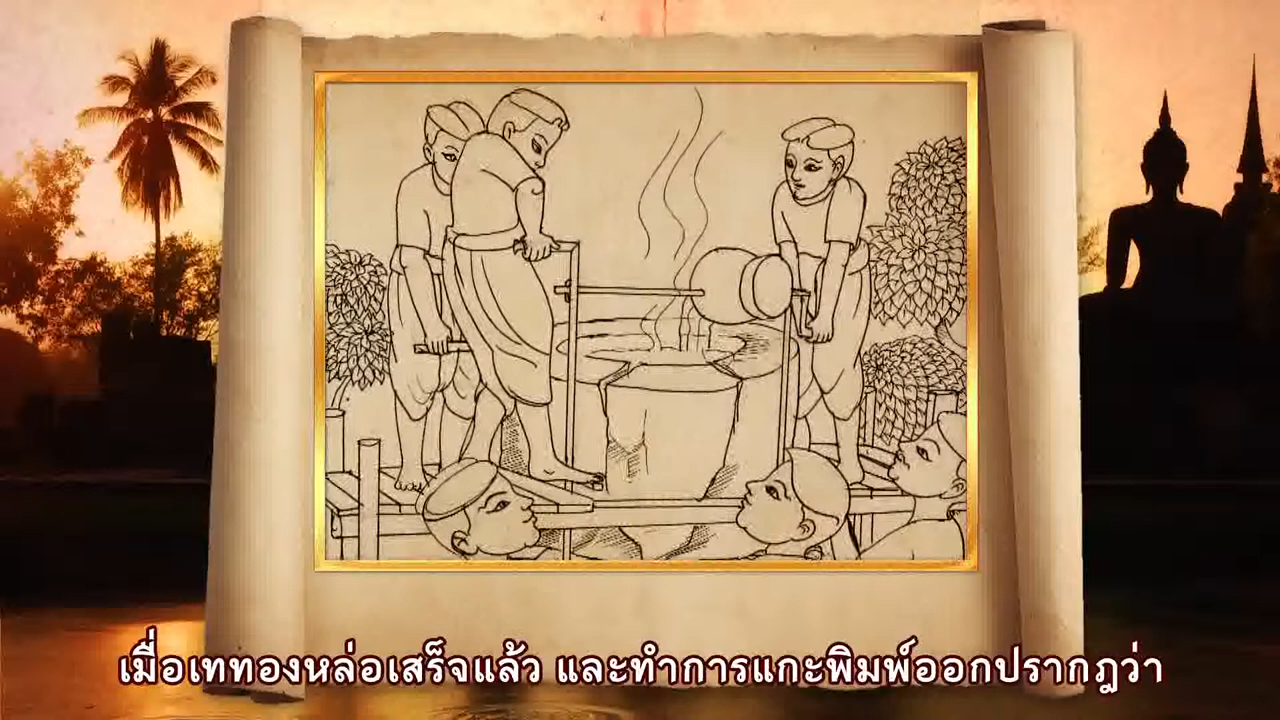 เมื่อเททองหล่อเสร็จแล้ว และทำการแกะพิมพ์ออกปรากฎว่า